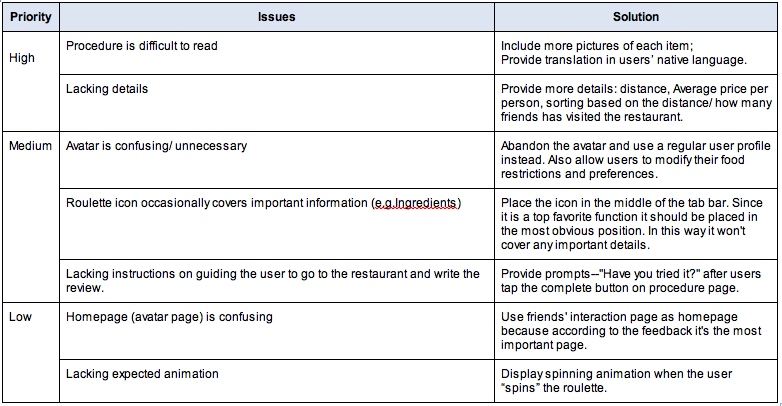 Priority Issues Solution
High
Procedure is difficult to read
Include more pictures of each item;
Provide translation in users' native language.
Lacking details
Provide more details: distance, Average price per
person, sorting based on the distance/ how many
friends has visited the restaurant.
Medium
Avatar is confusing/ unnecessary
Abandon the avatar and use a regular user profile
instead. Also allow users to modify their food
restrictions and preferences.
Roulette icon occasionally covers important information (e.g.Ingredients)
Place the icon in the middle of the tab bar. Since
it is a top favorite function it should be placed in
the most obvious position. In this way it won't
cover any important details.
Lacking instructions on guiding the user to go to the restaurant and write the
review.
Provide prompts--"Have you tried it?" after users
tap the complete button on procedure page.
Low
Homepage (avatar page) is confusing
Use friends' interaction page as homepage
because according to the feedback it's the most
important page.
Lacking expected animation
Display spinning animation when the user
"spins” the roulette.